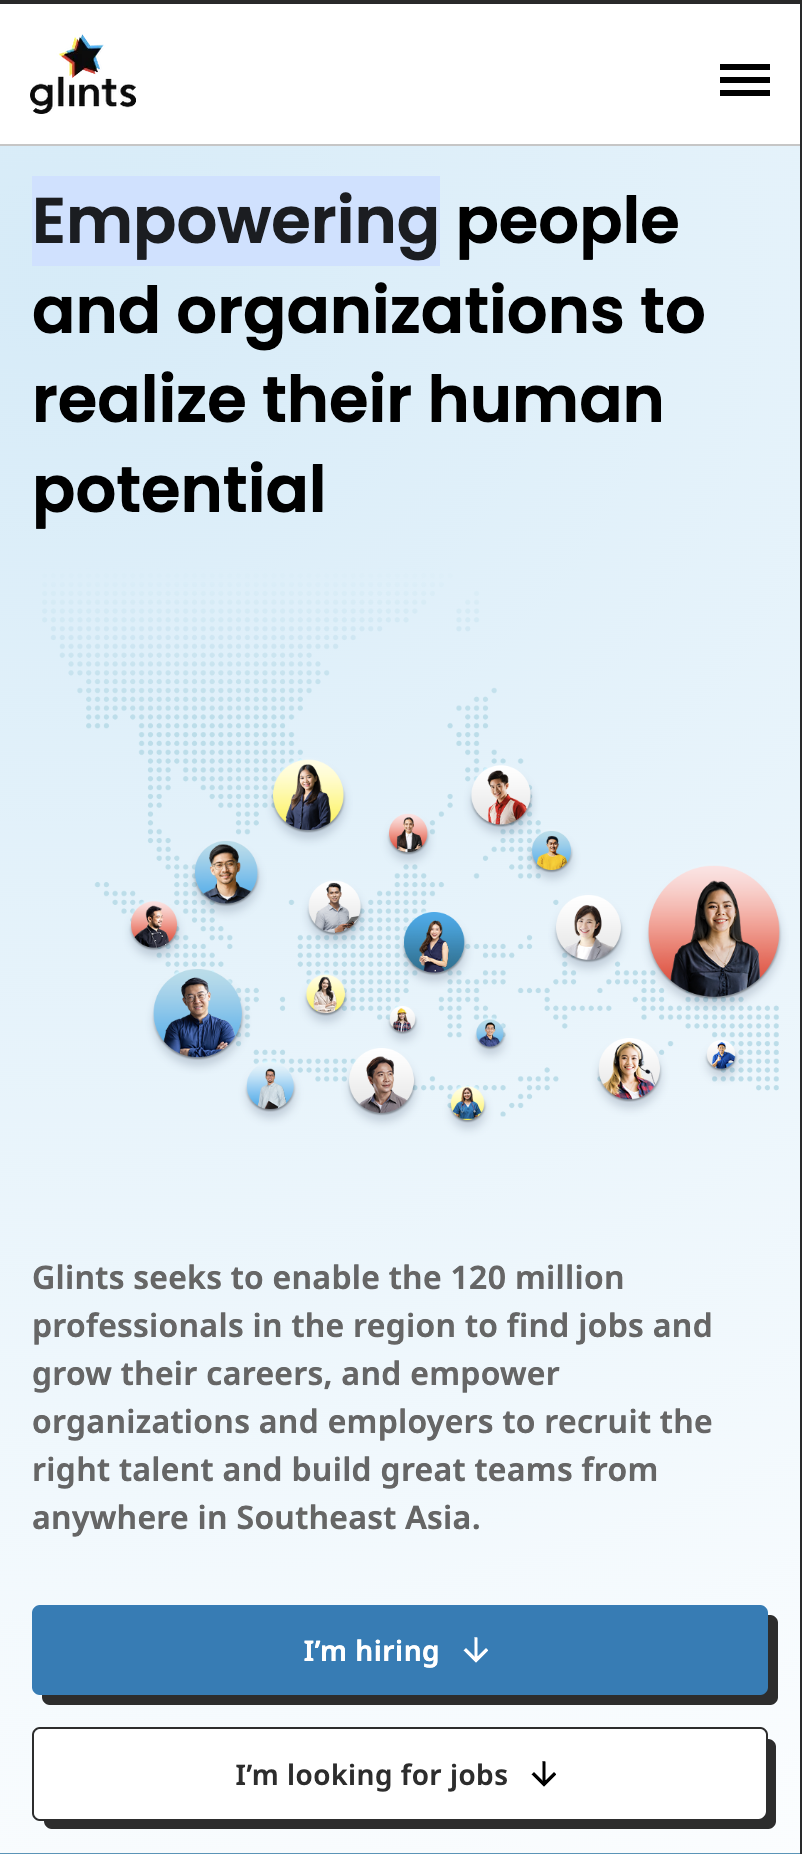 glints
Empowering people
and organizations to
realize their human
potential
Glints seeks to enable the 120 million
professionals in the region to find jobs and
grow their careers, and empower
organizations and employers to recruit the
right talent and build great teams from
anywhere in Southeast Asia.
I’m hiring ↓
I’m looking for jobs ↓